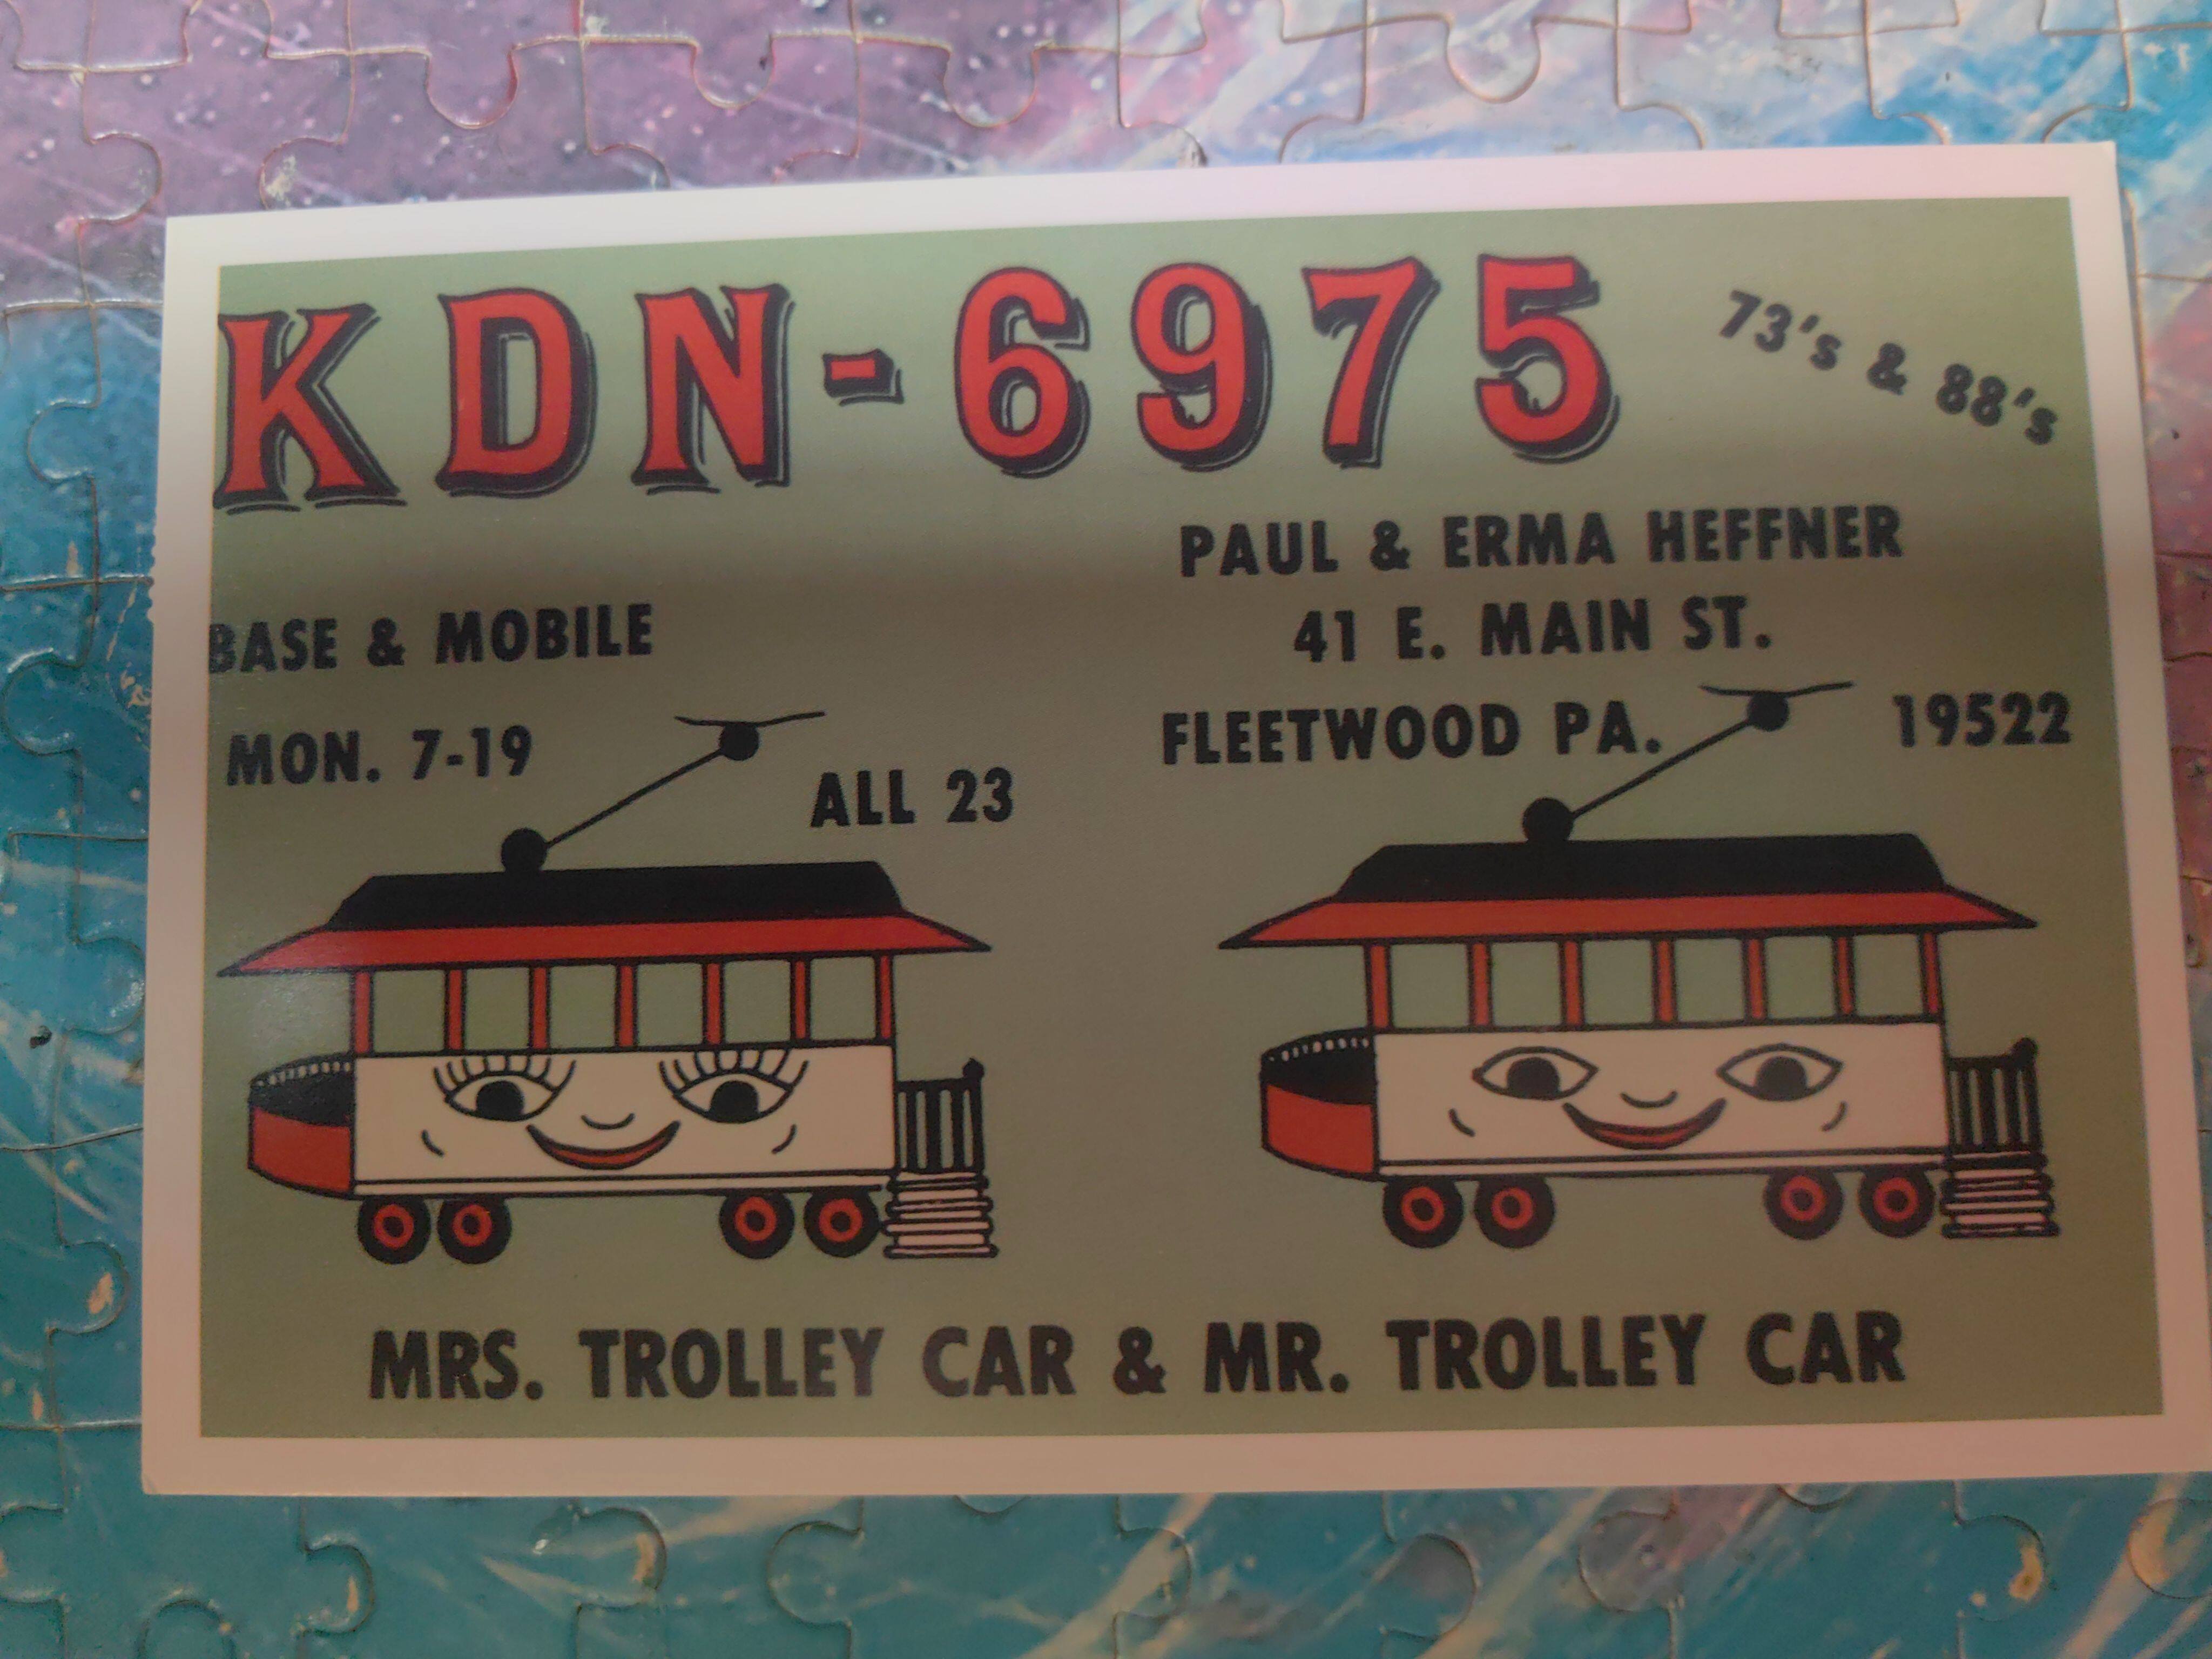 KDN-6975
73's & 88's
PAUL & ERMA HEFFNER
41 E. MAIN ST.
FLEETWOOD PA. 19522
BASE & MOBILE
MON. 7-19
ALL 23
MRS. TROLLEY CAR & MR. TROLLEY CAR